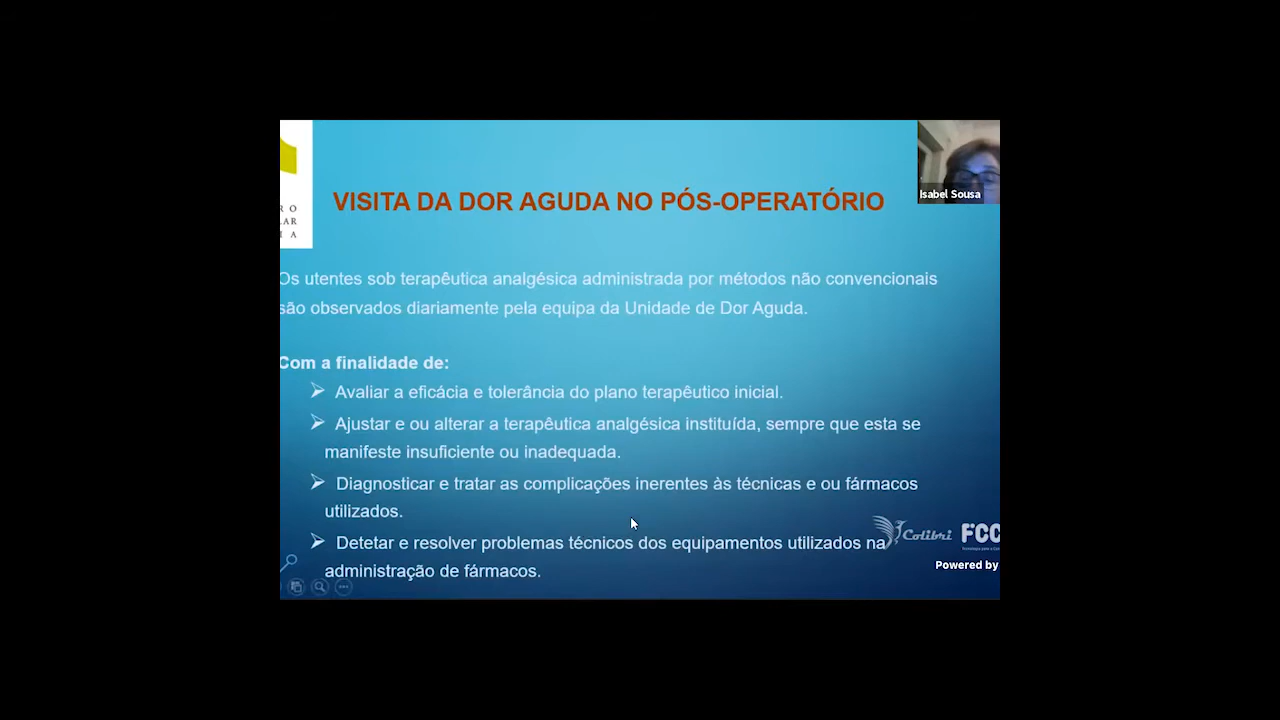 R O
LAR
I A
VISITA DA DOR AGUDA NO PÓS-OPERATÓRIO
Isabel Sousa
Os utentes sob terapêutica analgésica administrada por métodos não convencionais
são observados diariamente pela equipa da Unidade de Dor Aguda.
Com a finalidade de:
➢ Avaliar a eficácia e tolerância do plano terapêutico inicial.
➢ Ajustar e ou alterar a terapêutica analgésica instituída, sempre que esta se
manifeste insuficiente ou inadequada.
➢ Diagnosticar e tratar as complicações inerentes às técnicas e ou fármacos
utilizados.
➢ Detetar e resolver problemas técnicos dos equipamentos utilizados na
administração de fármacos.
Colibri FCC
Powered by